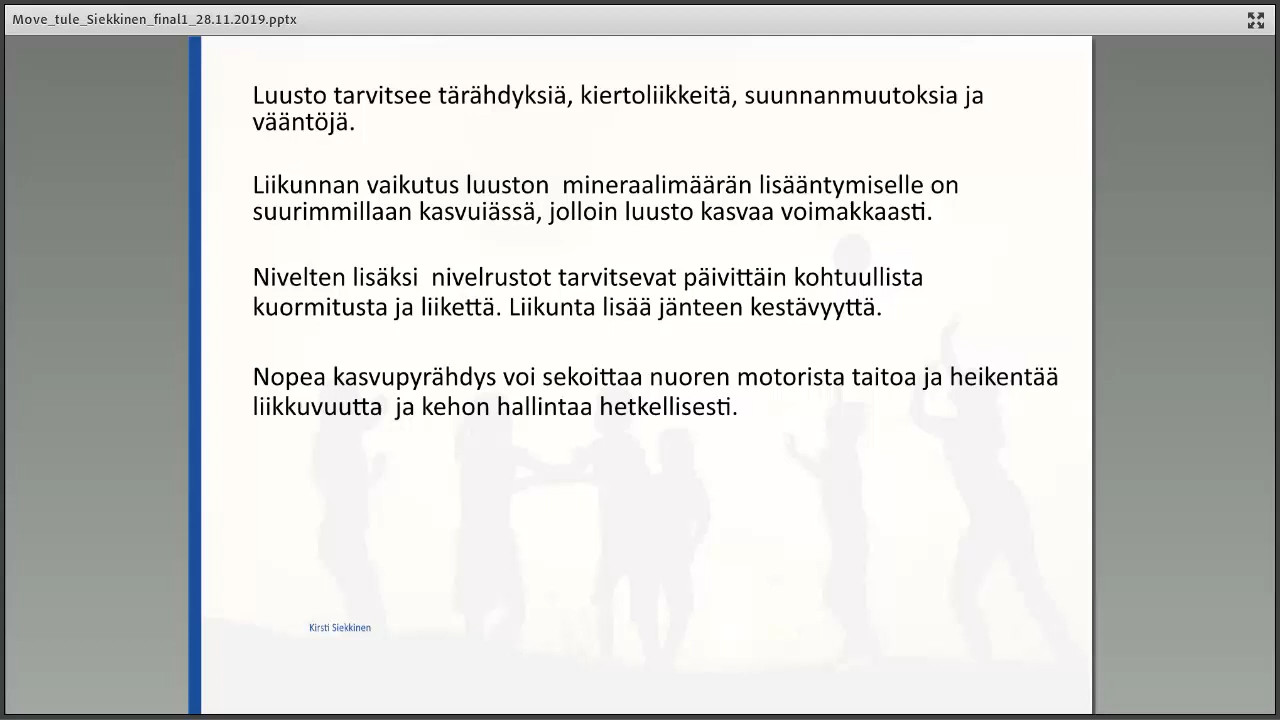 Move_tule_Siekkinen_final1_28.11.2019.pptx
Luusto tarvitsee tärähdyksiä, kiertoliikkeitä, suunnanmuutoksia ja
vääntöjä.
Liikunnan vaikutus luuston  mineraalimäärän lisääntymiselle on
suurimmillaan kasvuiässä, jolloin luusto kasvaa voimakkaasti.
Nivelten lisäksi  nivelrustot tarvitsevat päivittäin kohtuullista
kuormitusta ja liikettä. Liikunta lisää jänteen kestävyyttä.
Nopea kasvupyrähdys voi sekoittaa nuoren motorista taitoa ja heikentää
liikkuvuutta  ja kehon hallintaa hetkellisesti.
Kirsti Siekkinen